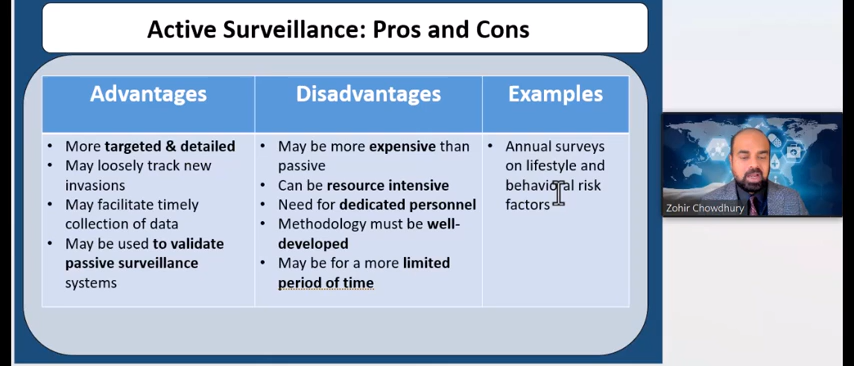 Active Surveillance: Pros and Cons
Advantages
Disadvantages
Examples
• More targeted & detailed
• May loosely track new
invasions
• May facilitate timely
collection of data
• May be used to validate
passive surveillance
systems
• May be more expensive than
passive
• Can be resource intensive
• Need for dedicated personnel
• Methodology must be well-
developed
• May be for a more limited
period of time
• Annual surveys
on lifestyle and
behavioral risk
factors
Zohir Chowdhury